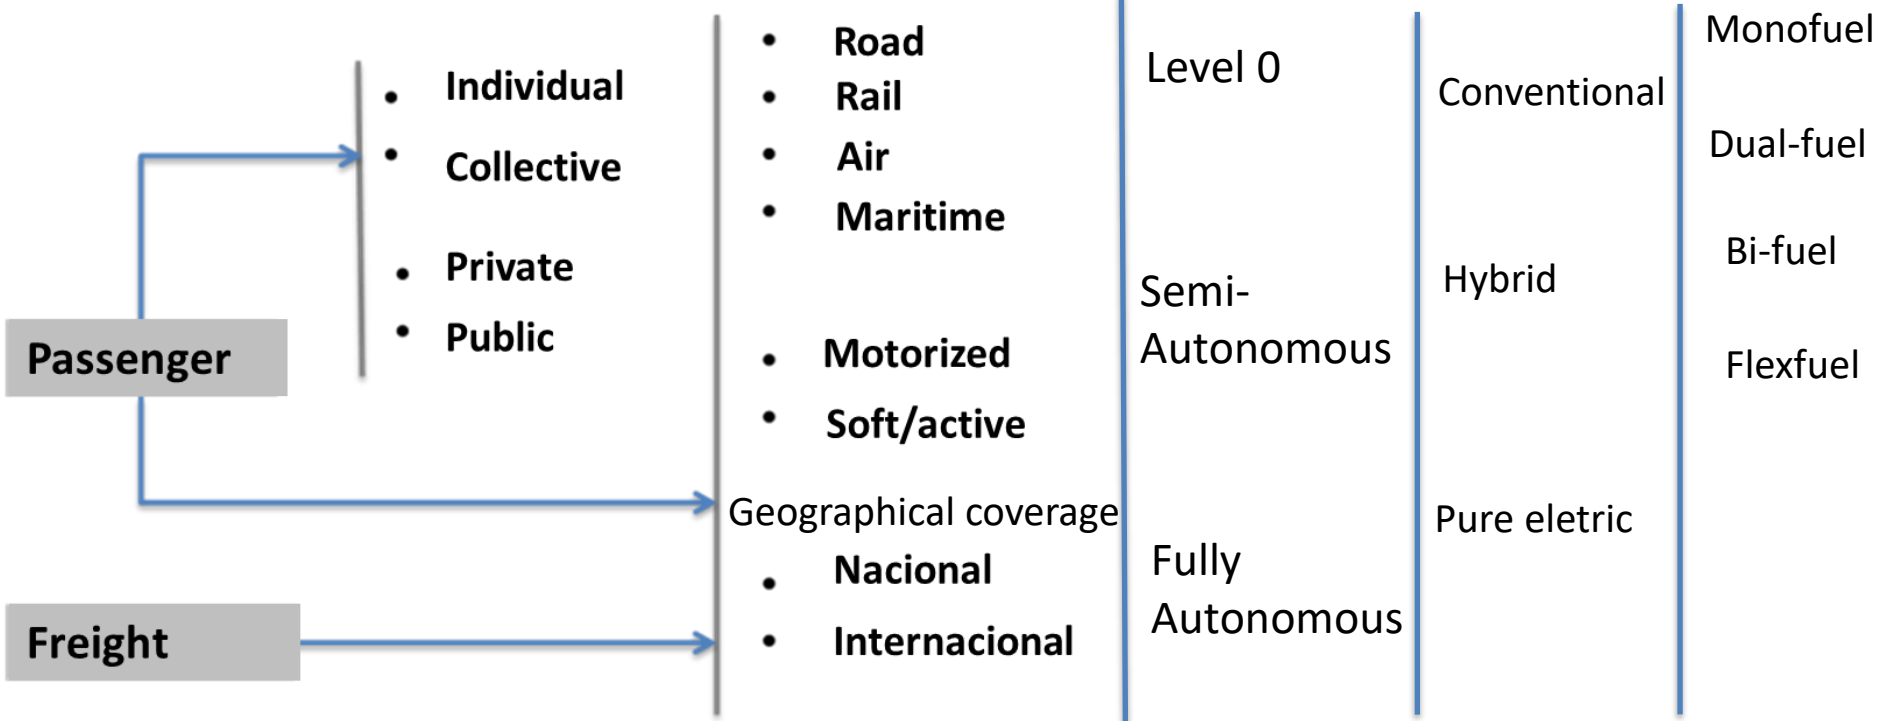 Passenger
Freight
Individual
Collective
Private
Public
Road
Rail
Air
Maritime
Motorized
Soft/active
Geographical coverage
Nacional
Internacional
Level 0
Semi-
Autonomous
Fully
Autonomous
Conventional
Hybrid
Pure eletric
Monofuel
Dual-fuel
Bi-fuel
Flexfuel